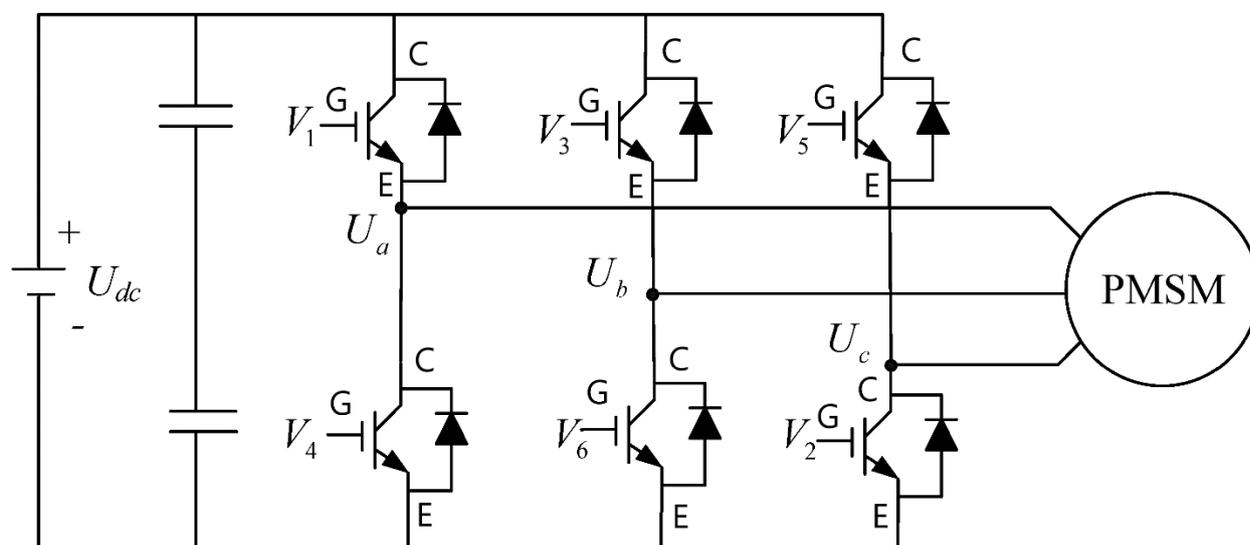 C C C
G G G
V1 V3 V5
E E E
+
Ua
Udc
Ub
PMSM
-
Uc
C C C
G G G
V4 V6 V2
E E E